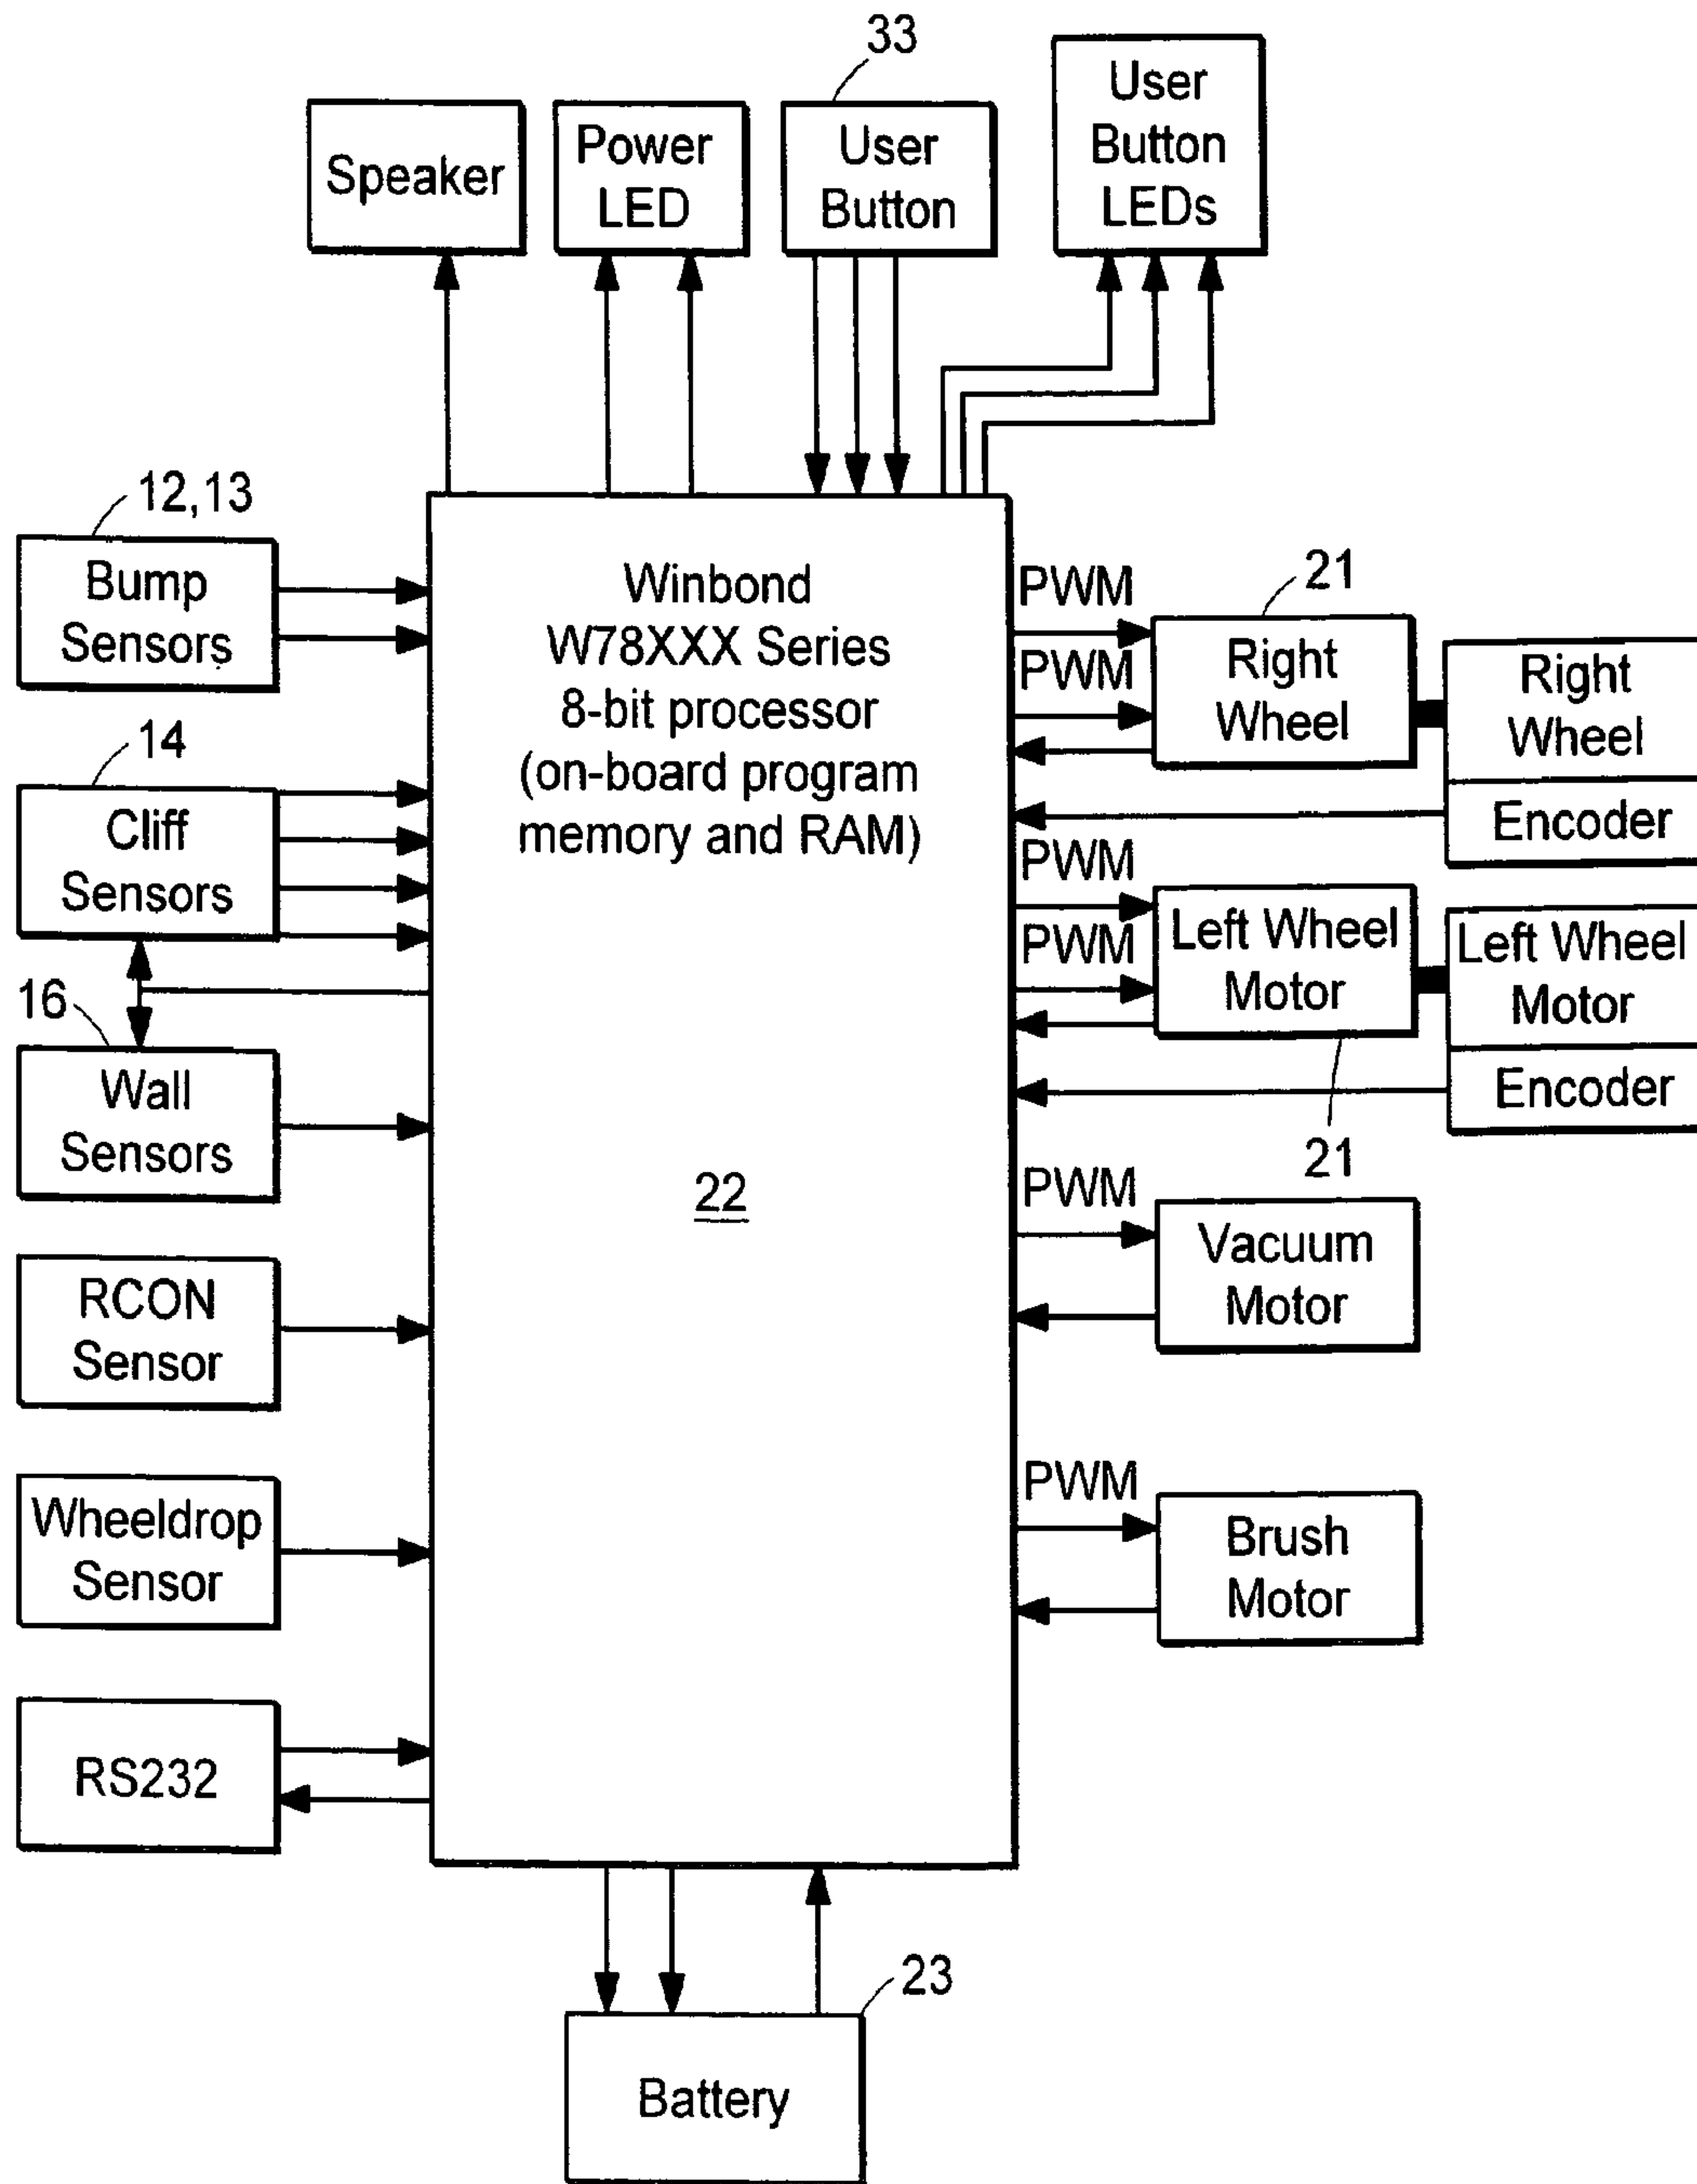 33
User
Button
LEDs
Speaker
Power
LED
User
Button
12,13
Bump
Sensors
14
Cliff
Sensors
16
Wall
Sensors
RCON
Sensor
Wheeldrop
Sensor
RS232
Winbond
W78XXX Series
8-bit processor
(on-board program
memory and RAM)
22
PWM
PWM
21
Right
Wheel
Right
Wheel
Encoder
PWM
PWM
Left Wheel
Motor
21
Left Wheel
Motor
Encoder
PWM
Vacuum
Motor
PWM
Brush
Motor
23
Battery